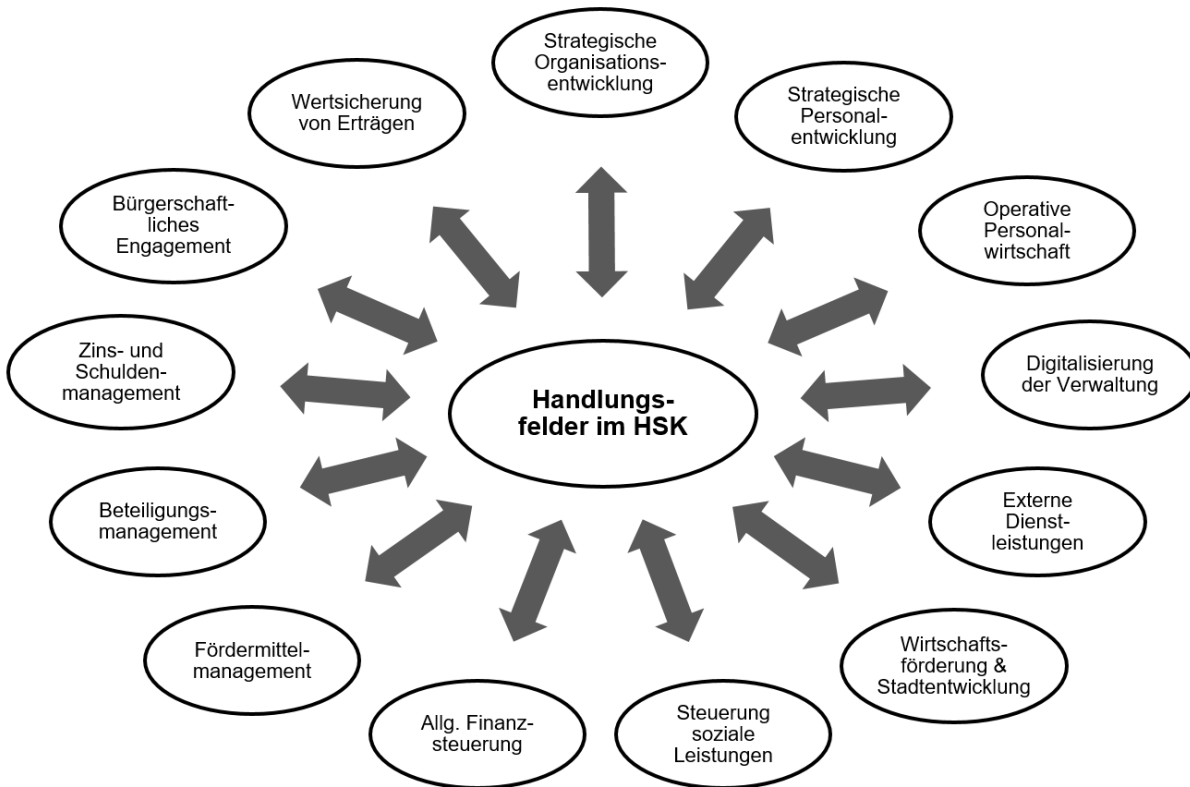 Strategische
Organisations-
entwicklung
Strategische
Personal-
entwicklung
Operative
Personal-
wirtschaft
Digitalisierung
der Verwaltung
Externe
Dienst-
leistungen
Wirtschafts-
förderung &
Stadtentwicklung
Steuerung
soziale
Leistungen
Allg. Finanz-
steuerung
Fördermittel-
management
Beteiligungs-
management
Zins- und
Schulden-
management
Bürgerschaft-
liches
Engagement
Wertsicherung
von Erträgen
Handlungs-
felder im HSK